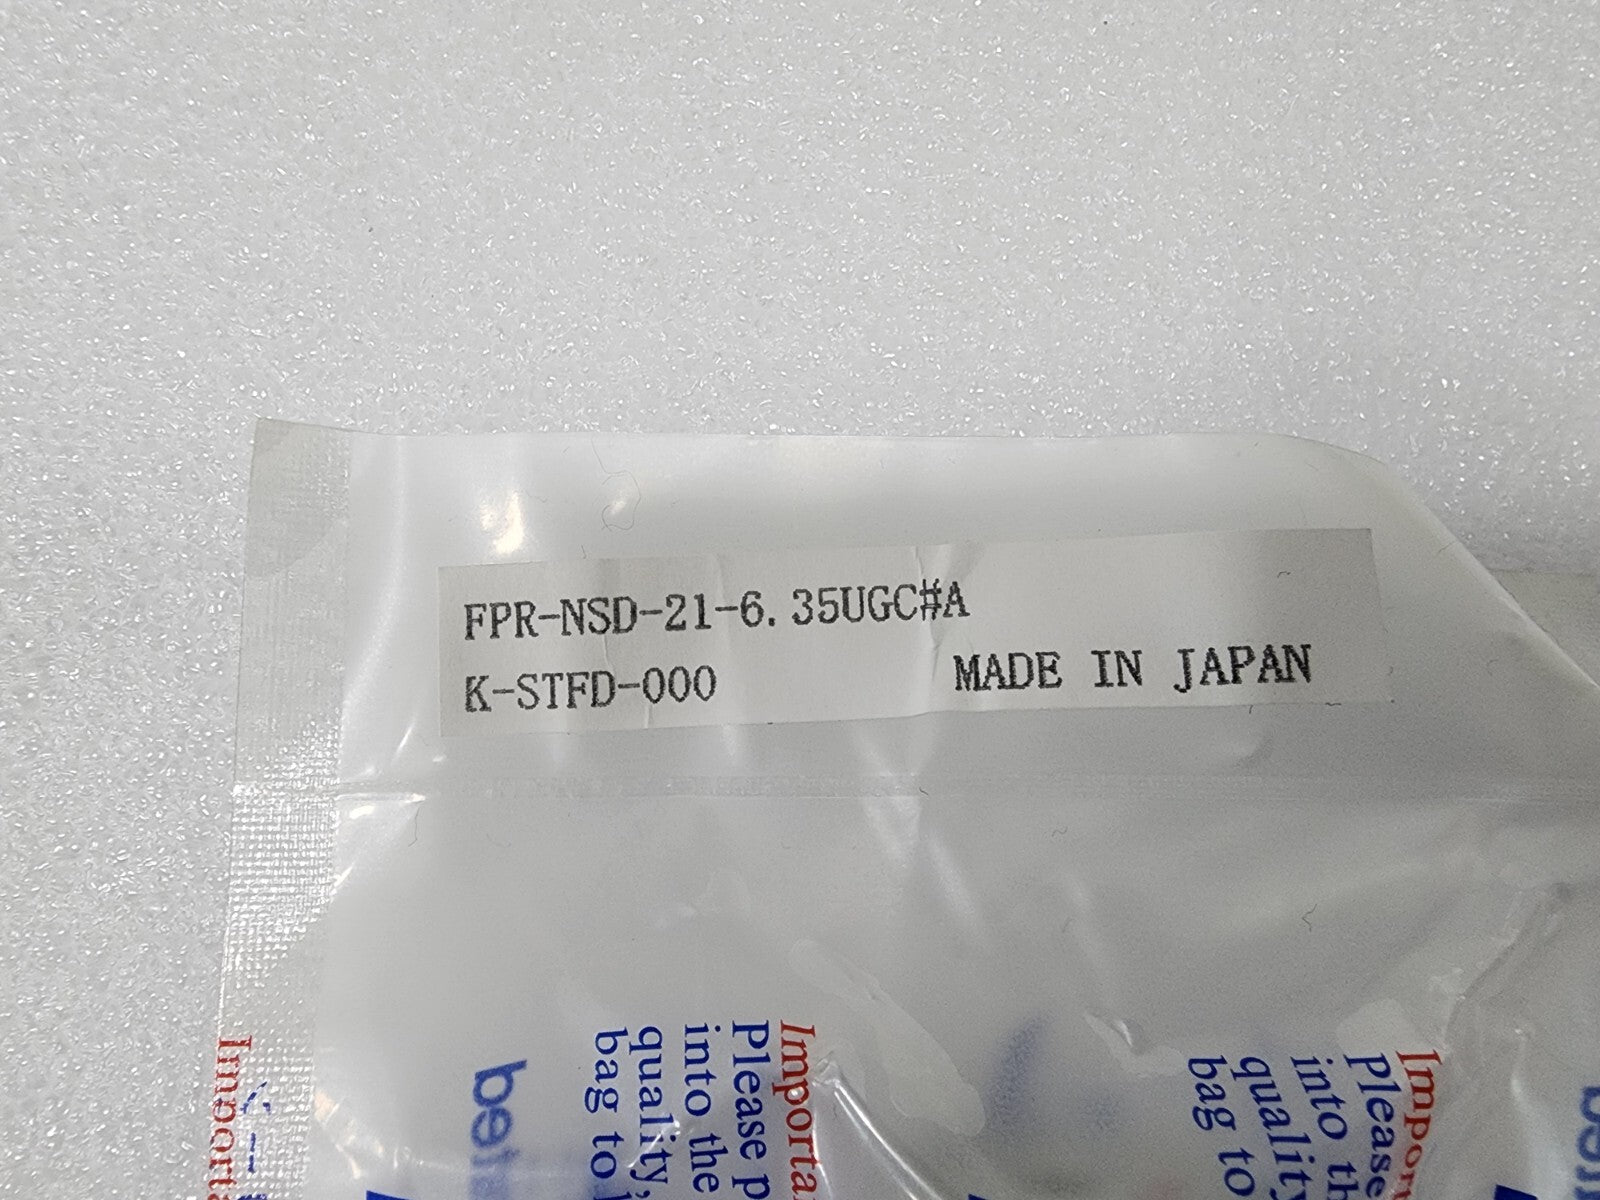 FPR-NSD-21-6.35UGC#A
K-STFD-000
MADE IN JAPAN
Importa
Please p
into the
quality,
bag to
Impor
Please
into th
quality
bag to
Importa